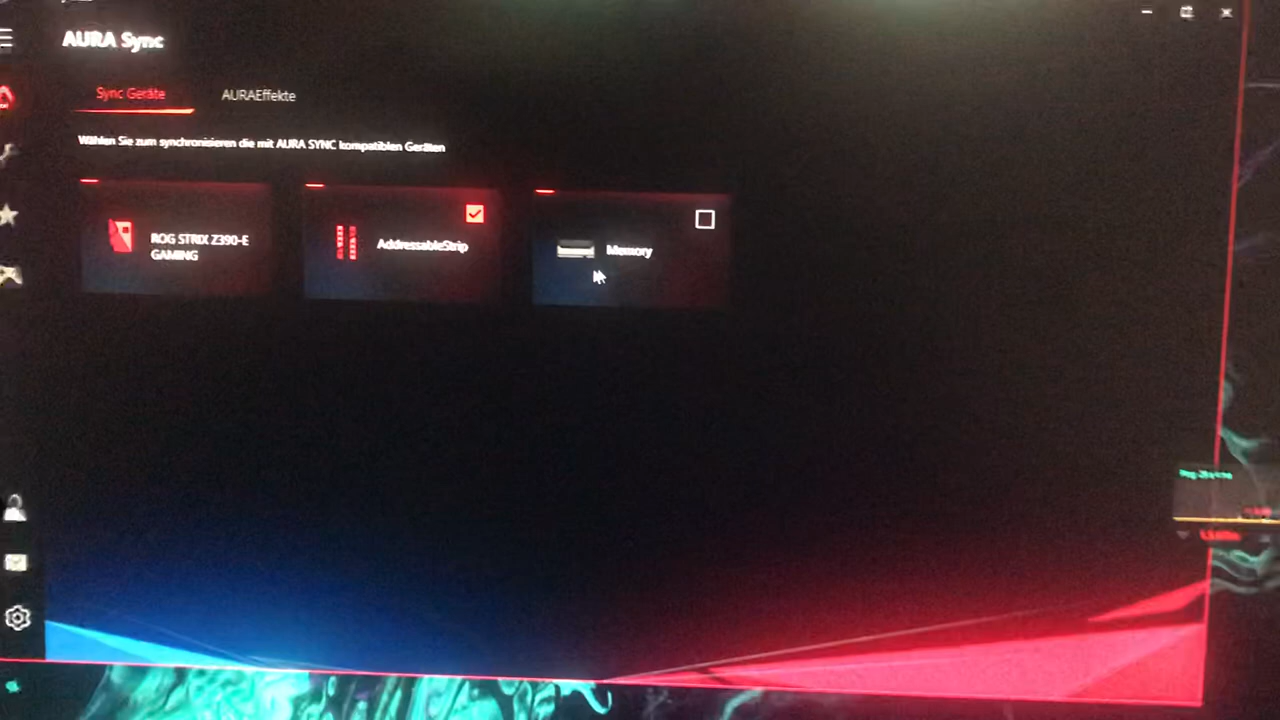 AURA Sync
Sync Geräte
AURAEffekte
Wählen Sie zum synchronisieren die mit AURA SYNC kompatiblen Geräten
ROG STRIX Z390-E
GAMING
AddressableStrip
Memory